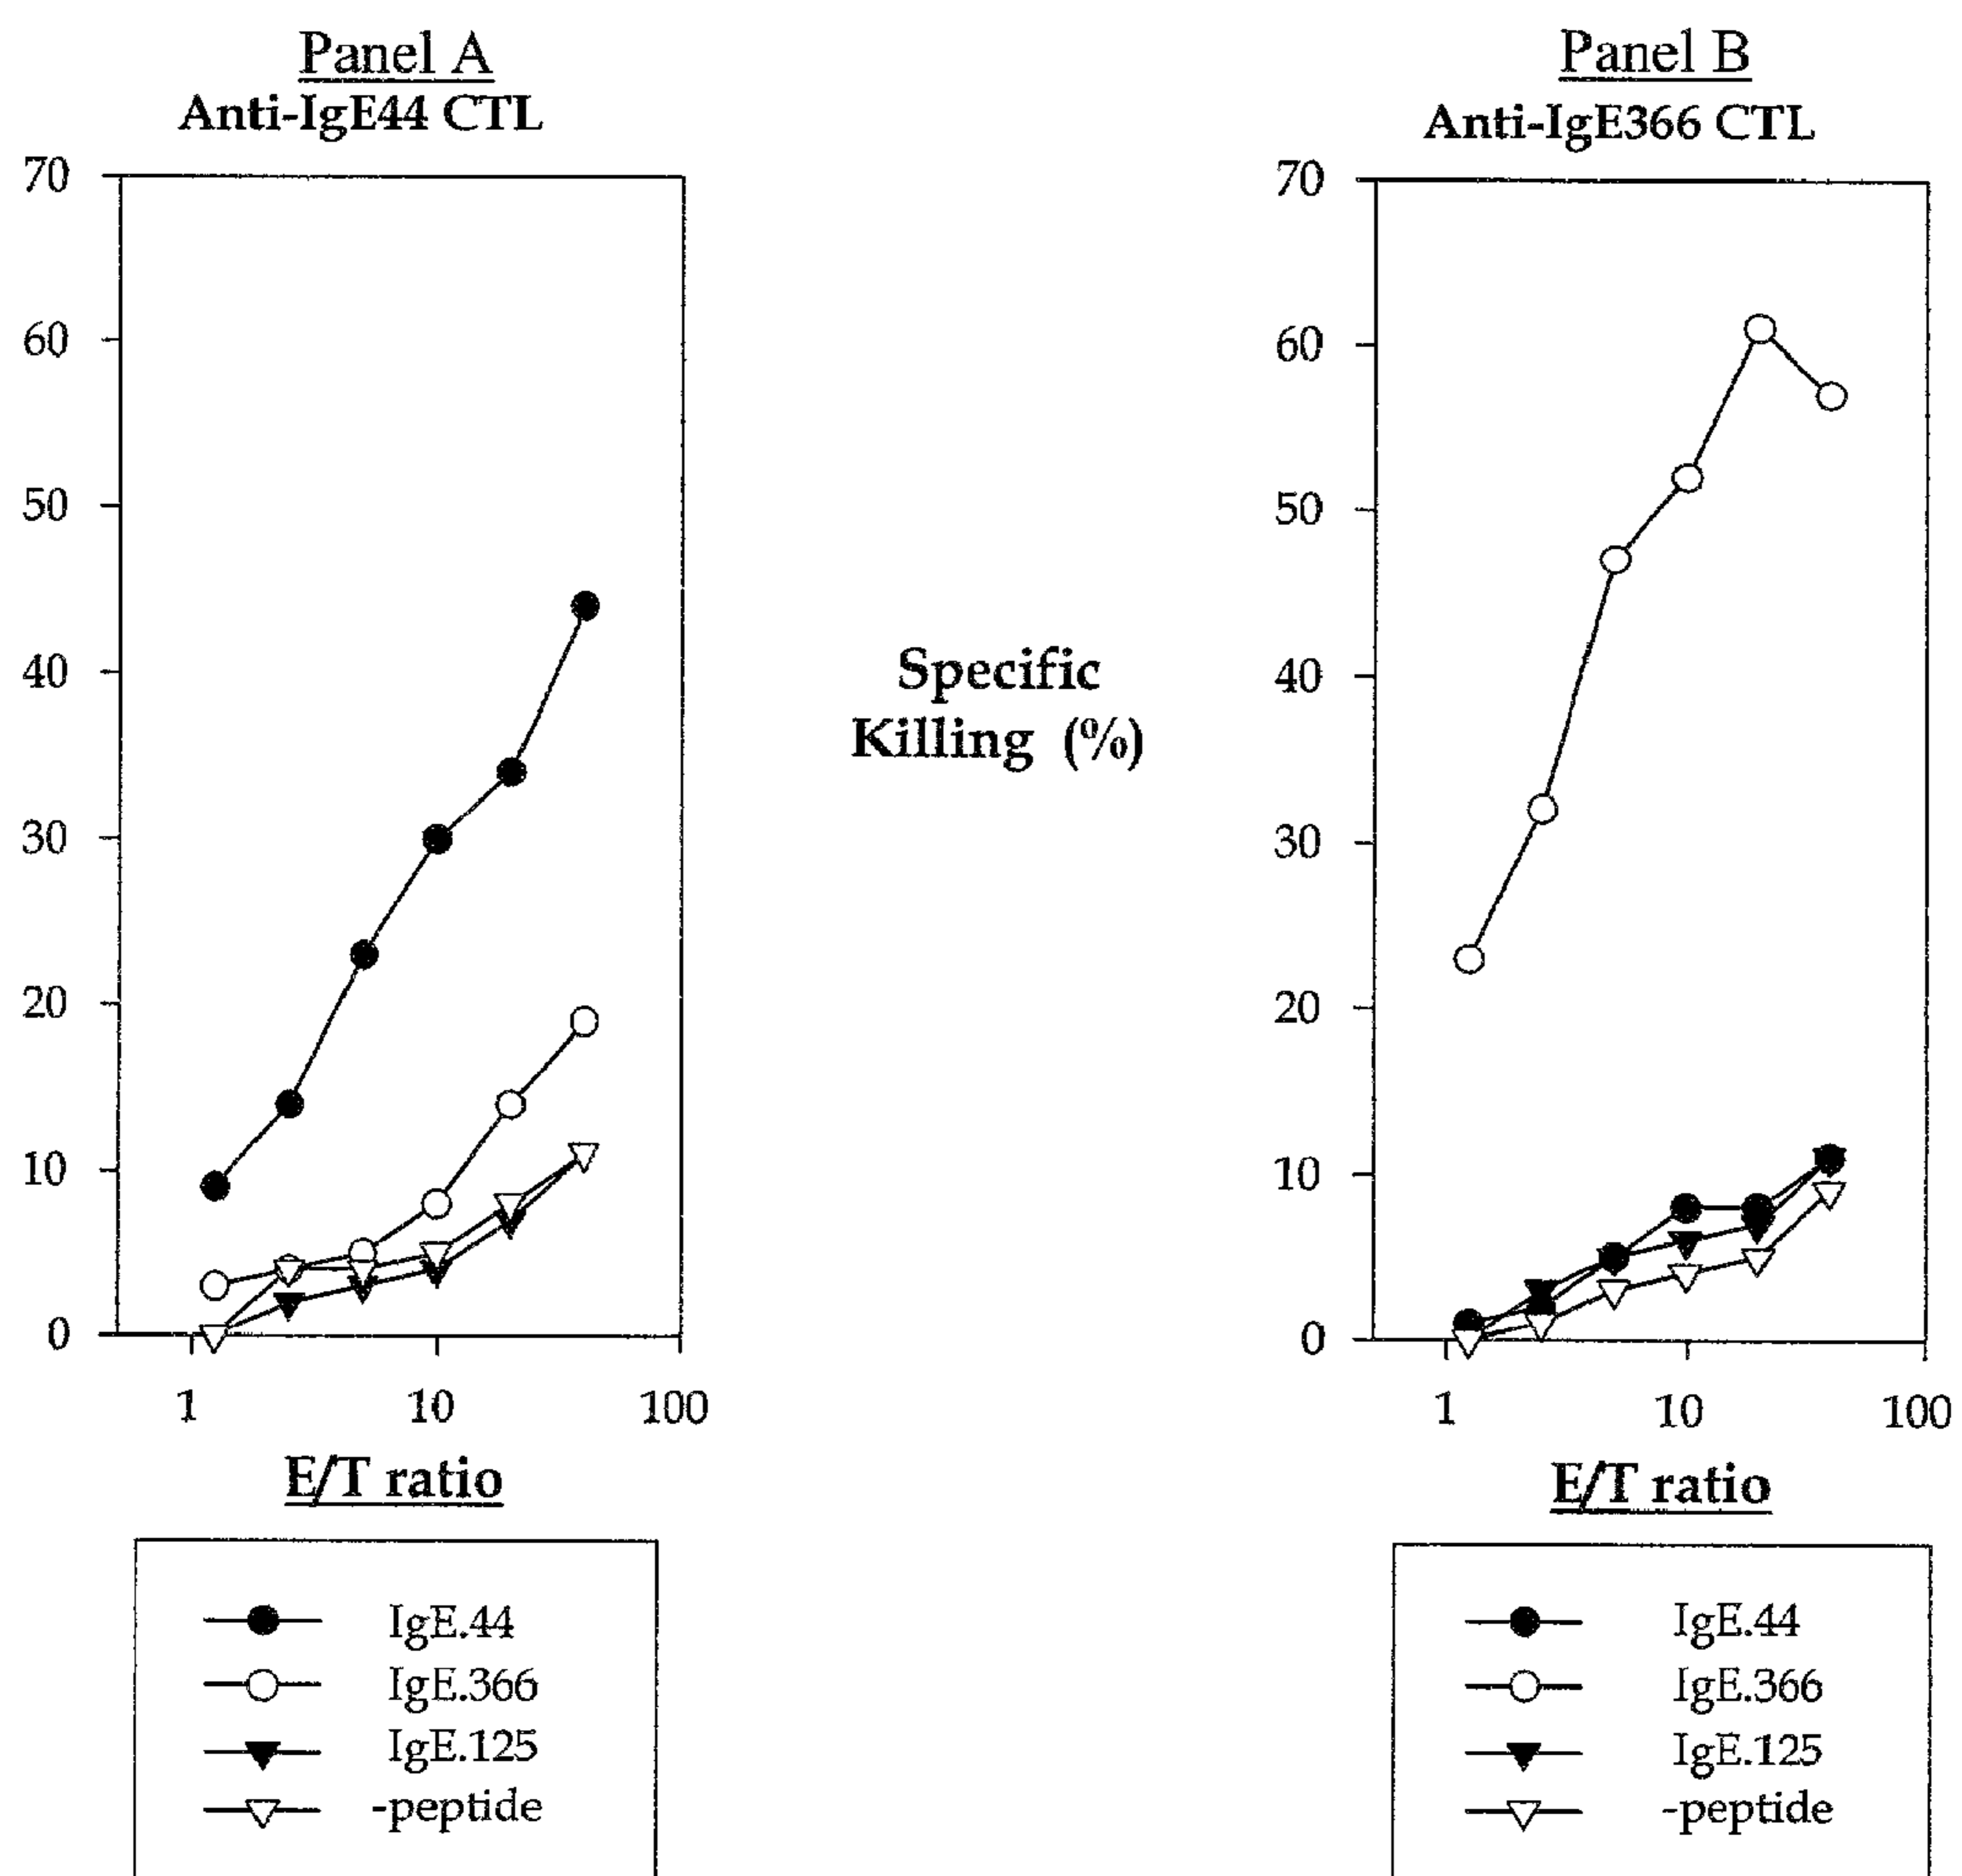 Panel A
Anti-IgE44 CTL
70
60
50
40
30
20
10
0
1 10 100
E/T ratio
IgE.44
IgE.366
IgE.125
-peptide
Specific
Killing (%)
Panel B
Anti-IgE366 CTL
70
60
50
40
30
20
10
0
1 10 100
E/T ratio
IgE.44
IgE.366
IgE.125
-peptide